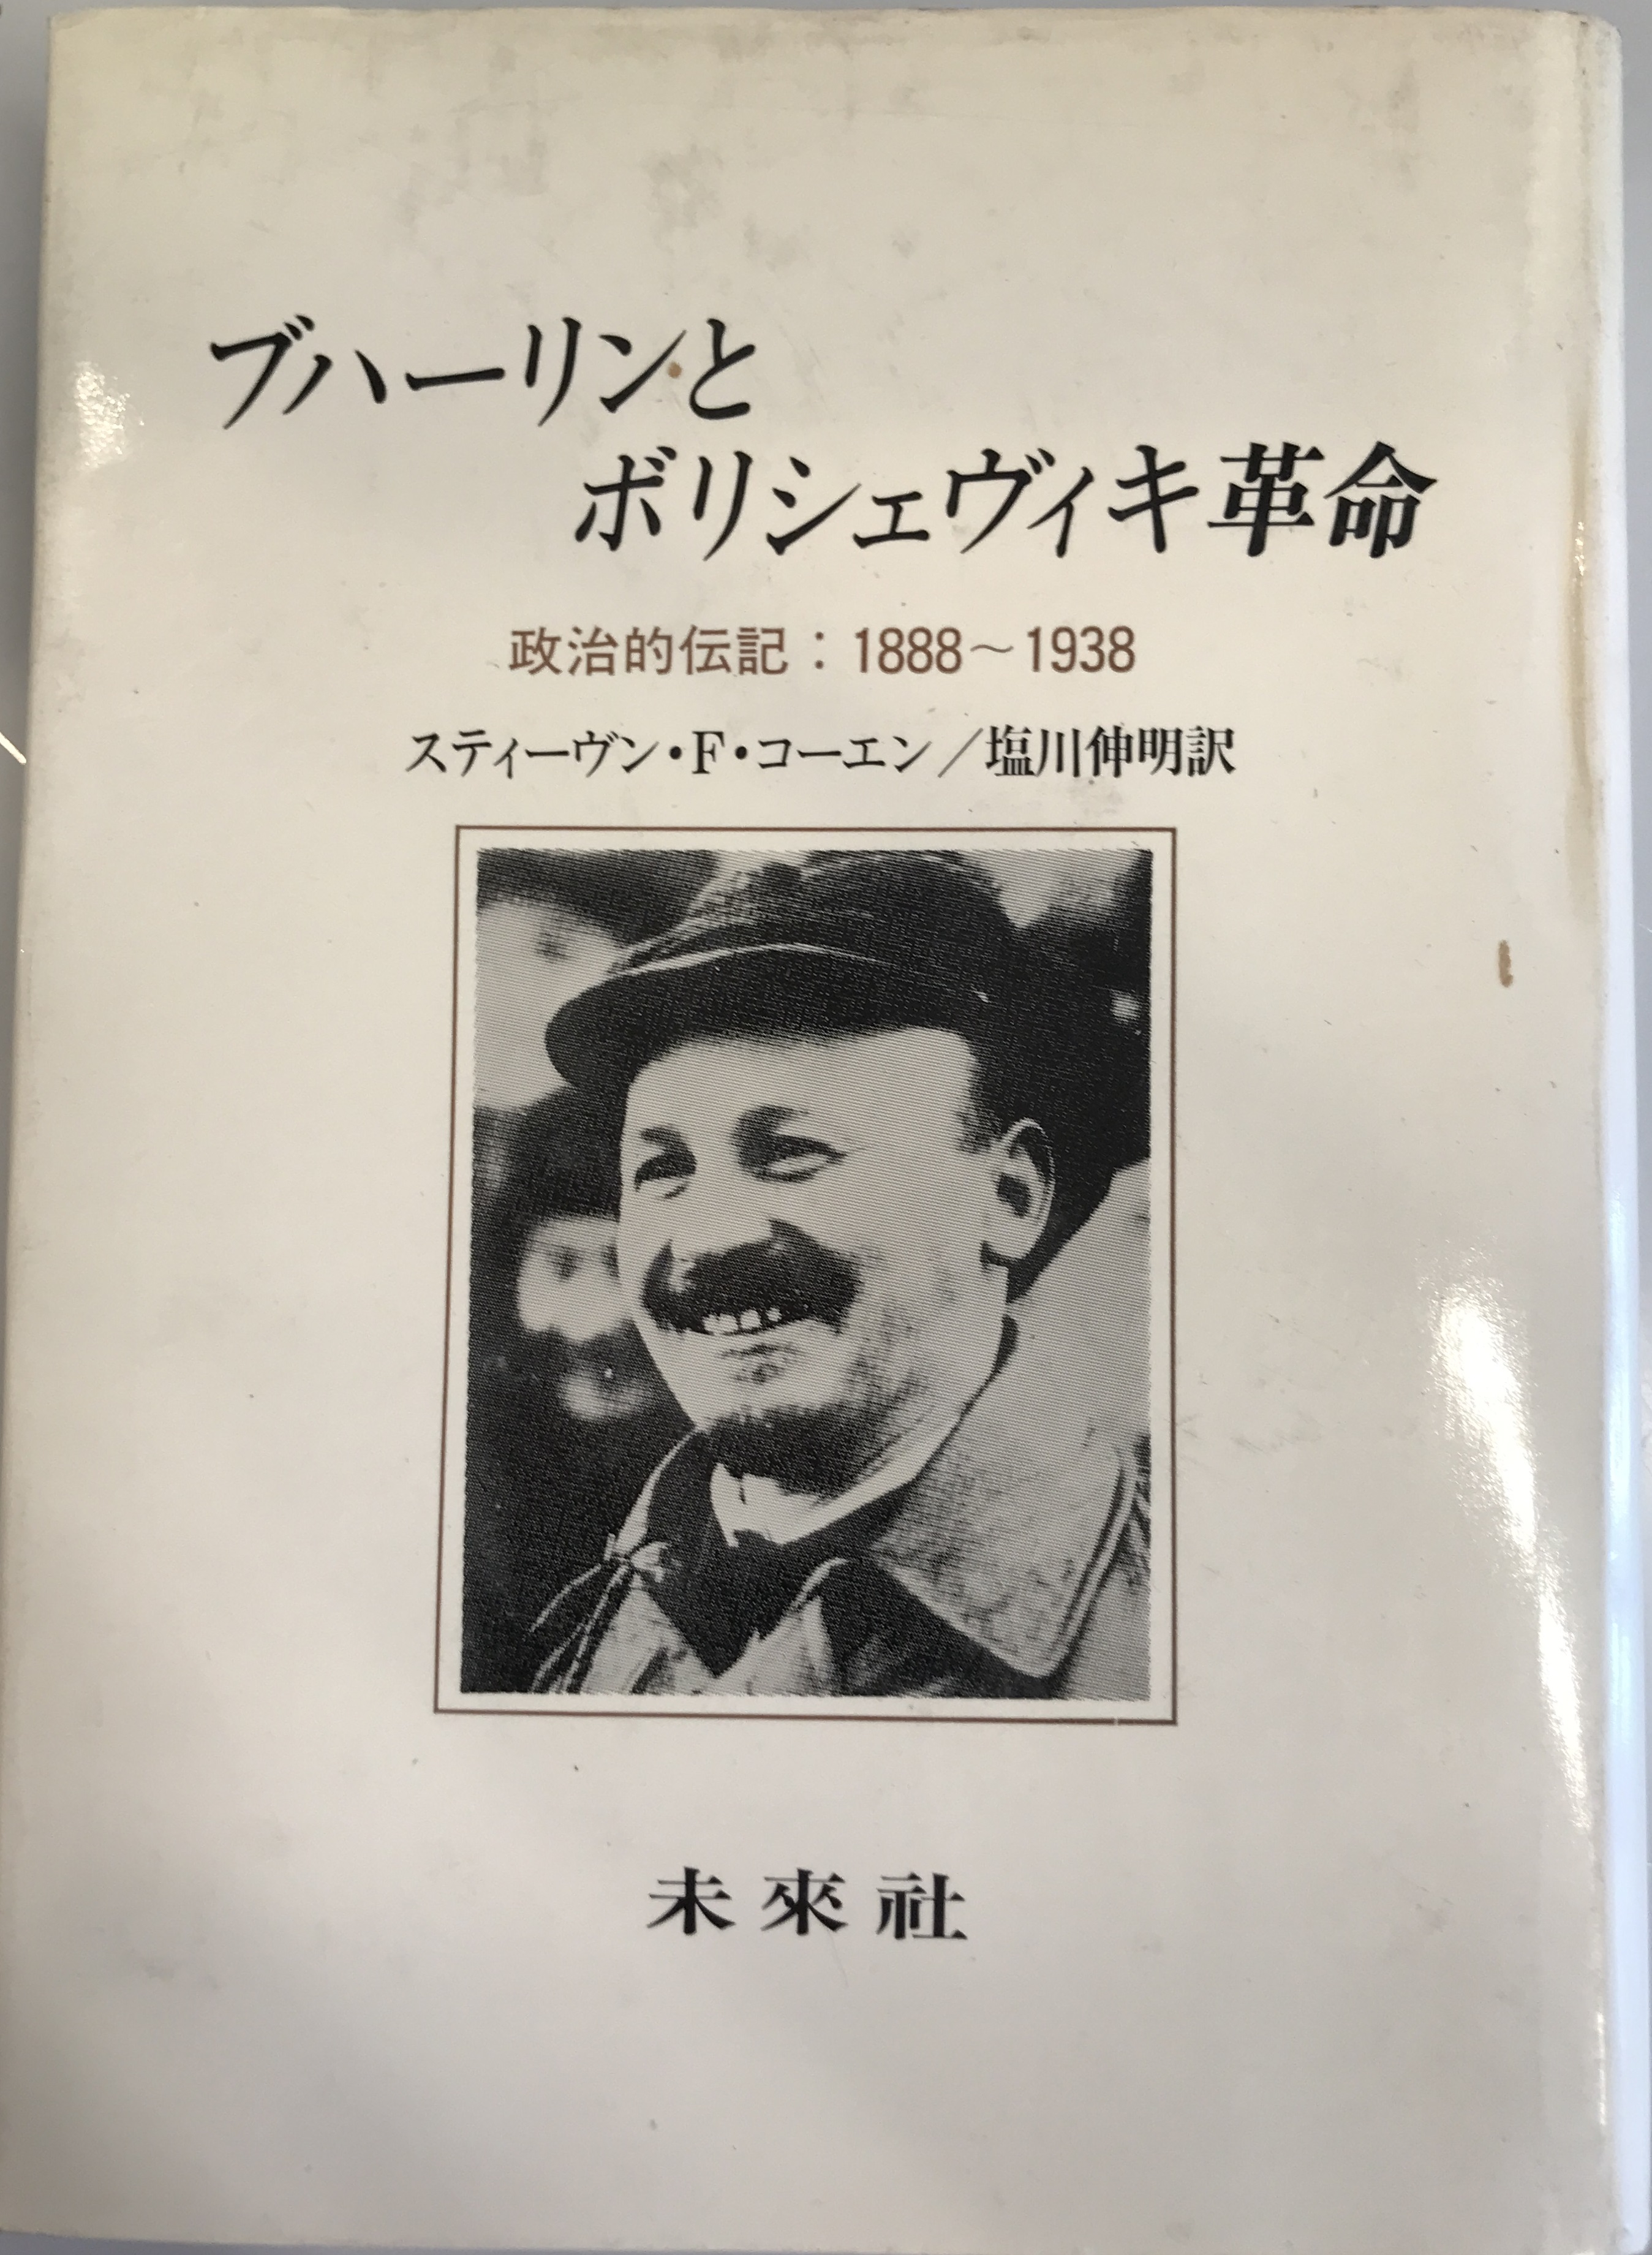 ブハーリンと
ボリシェヴィキ革命
政治的伝記：1888～1938
スティーヴン・F・コーエン／塩川伸明訳
未來社